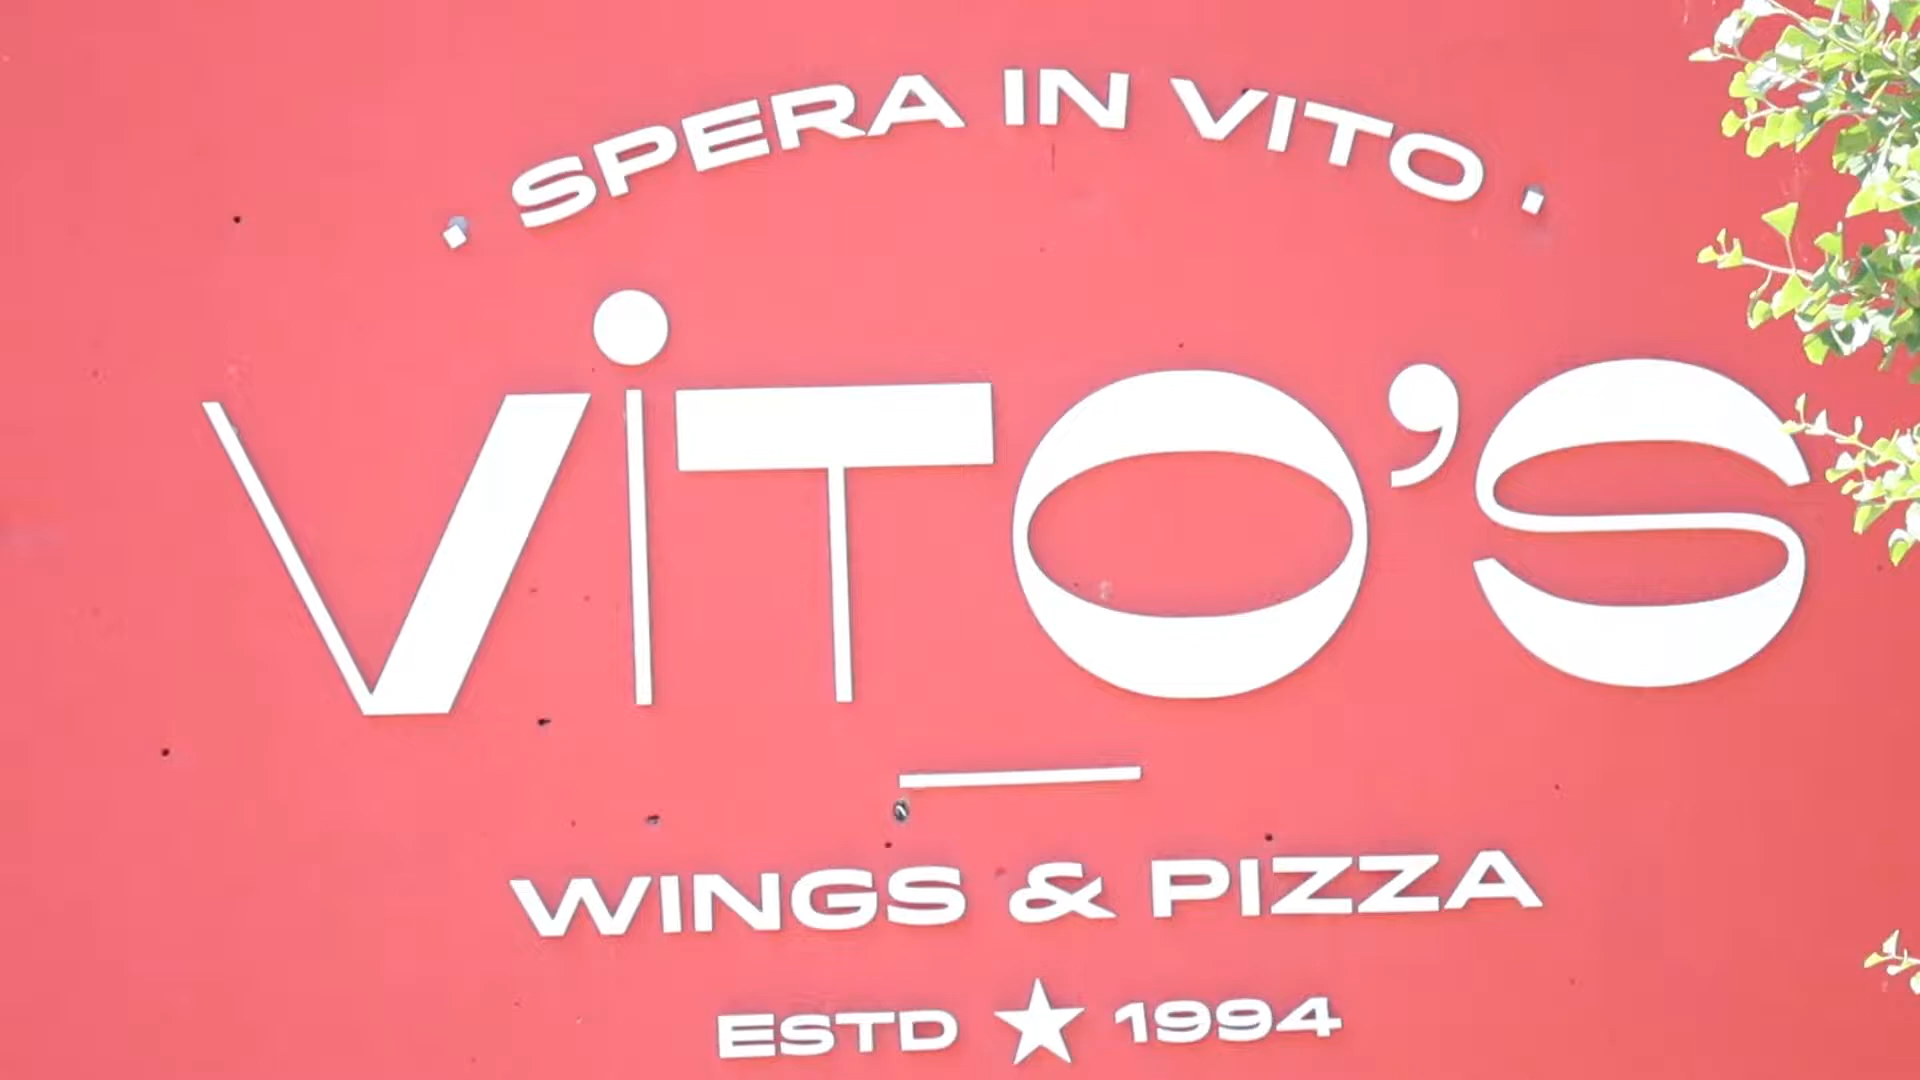 · SPERA IN VITO ·
ViTO'S
WINGS & PIZZA
ESTD ★ 1994